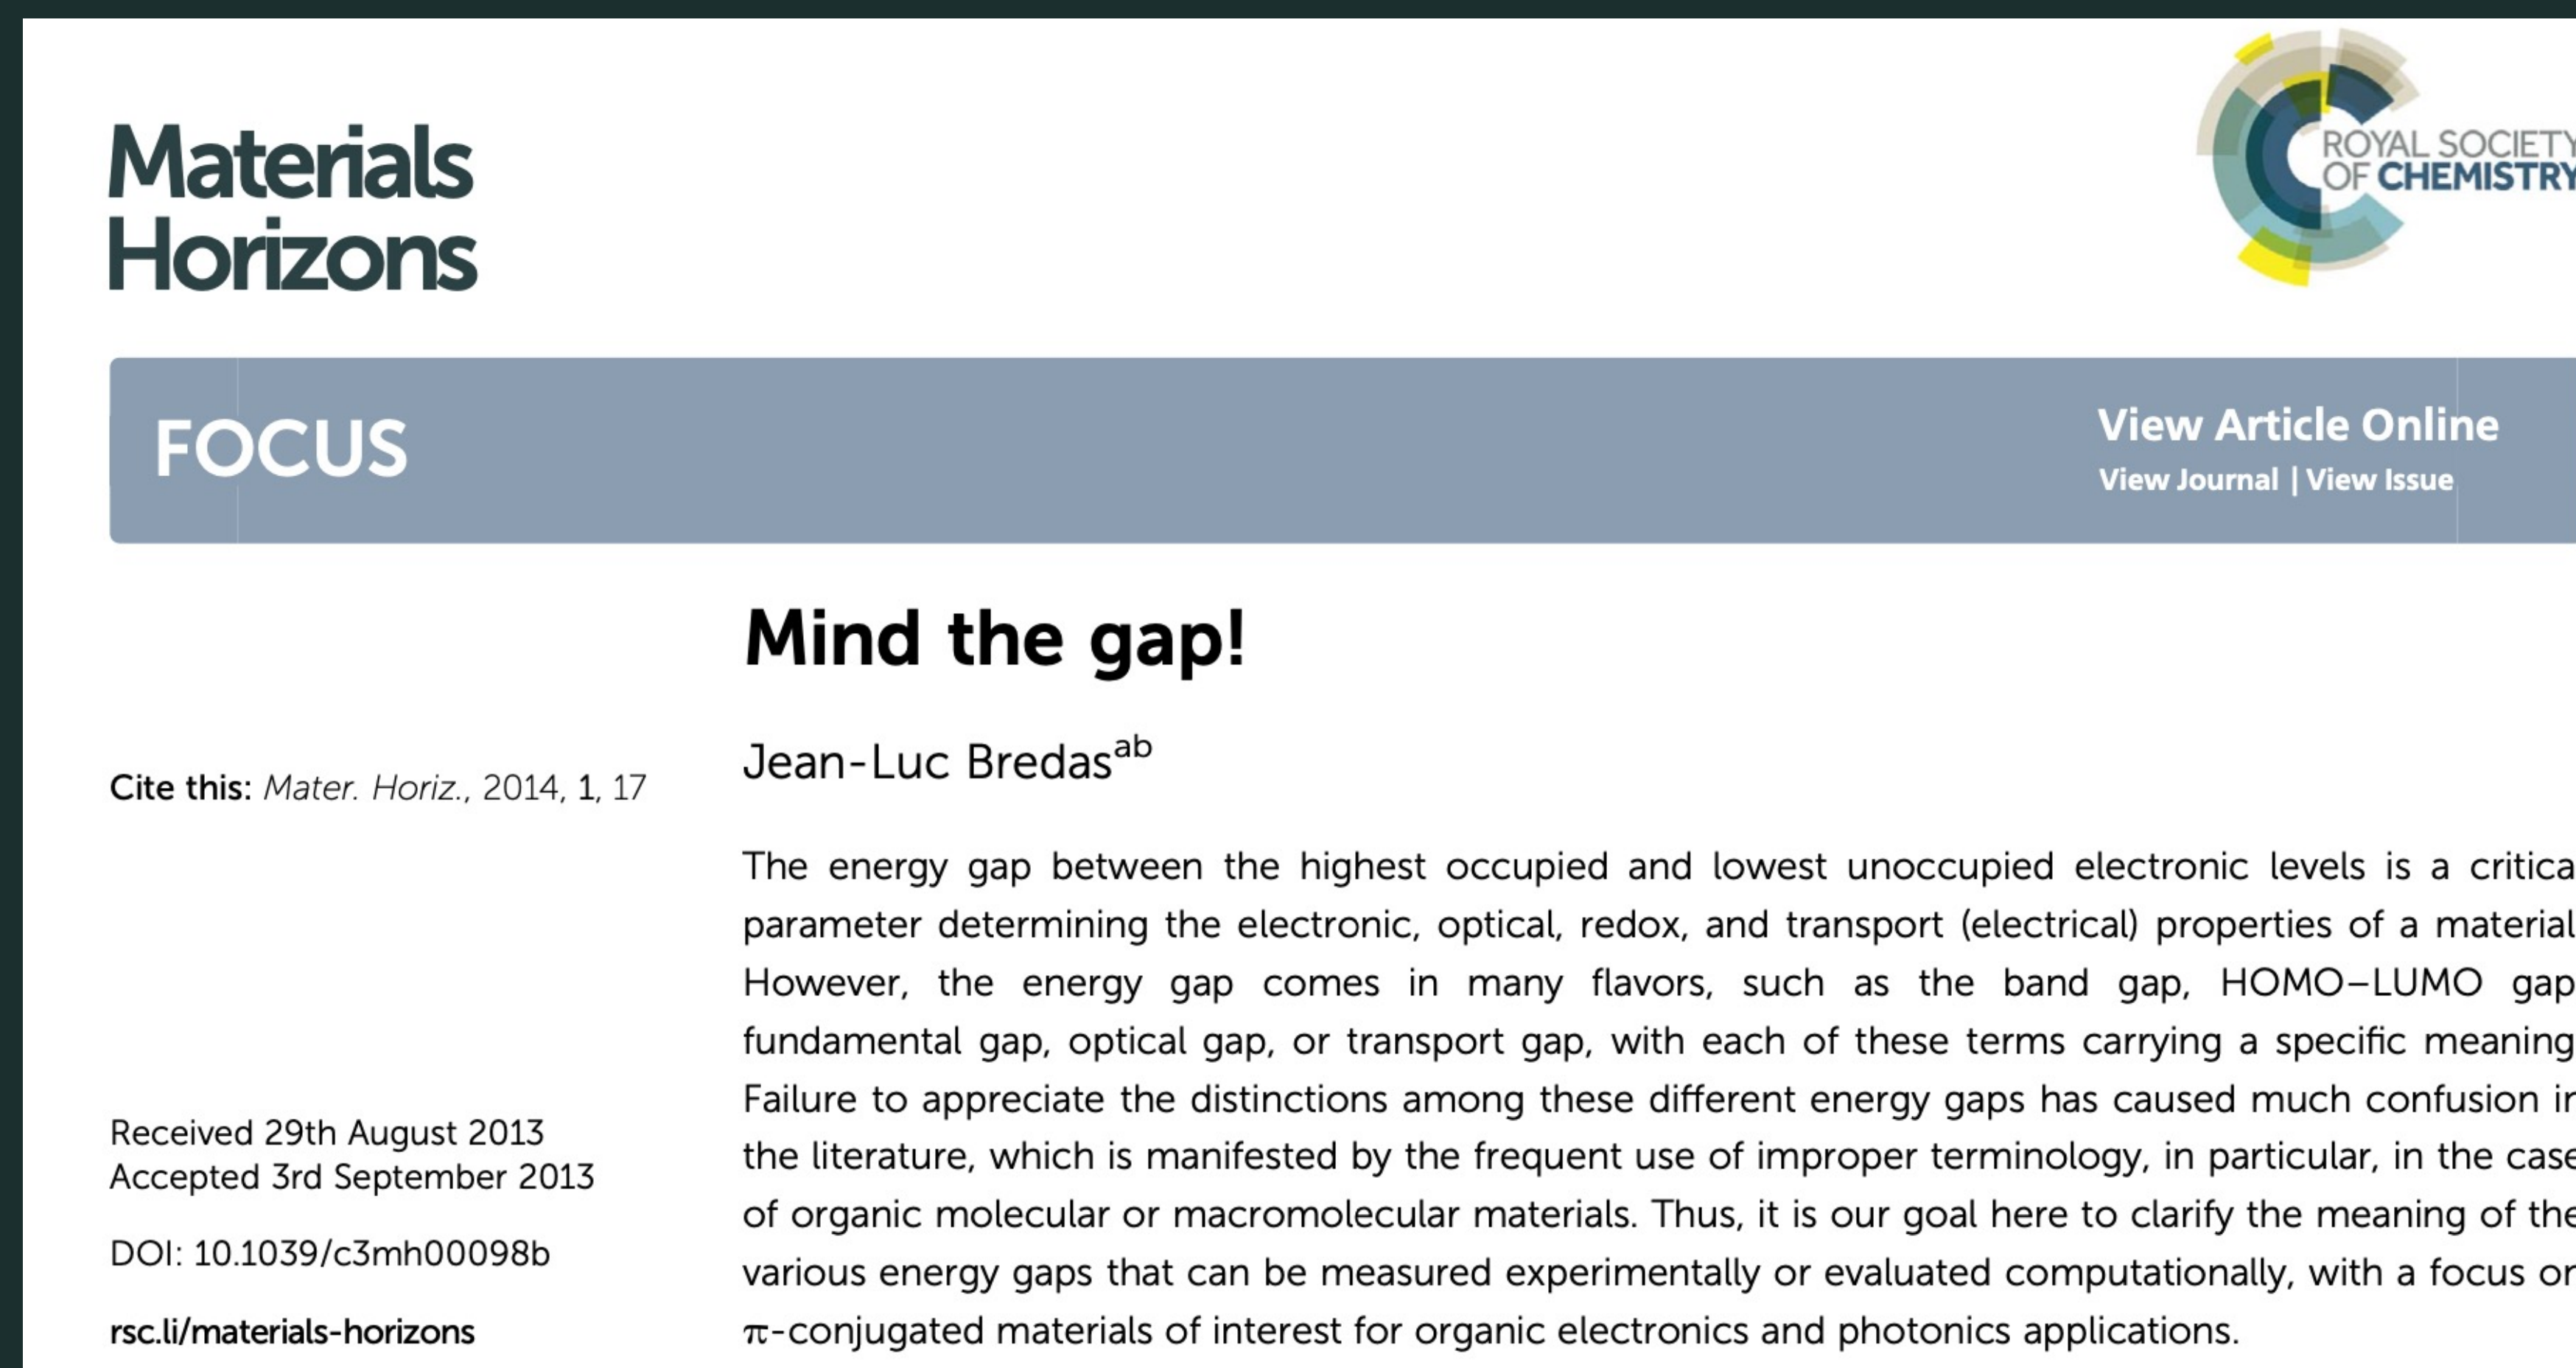 Materials
Horizons
ROYAL SOCIETY
OF CHEMISTRY
FOCUS
View Article Online
View Journal | View Issue
Mind the gap!
Jean-Luc Bredasab
Cite this: Mater. Horiz., 2014, 1, 17
The energy gap between the highest occupied and lowest unoccupied electronic levels is a critica
parameter determining the electronic, optical, redox, and transport (electrical) properties of a material
However, the energy gap comes in many flavors, such as the band gap, HOMO–LUMO gap
fundamental gap, optical gap, or transport gap, with each of these terms carrying a specific meaning
Failure to appreciate the distinctions among these different energy gaps has caused much confusion in
the literature, which is manifested by the frequent use of improper terminology, in particular, in the case
of organic molecular or macromolecular materials. Thus, it is our goal here to clarify the meaning of the
various energy gaps that can be measured experimentally or evaluated computationally, with a focus on
π-conjugated materials of interest for organic electronics and photonics applications.
Received 29th August 2013
Accepted 3rd September 2013
DOI: 10.1039/c3mh00098b
rsc.li/materials-horizons